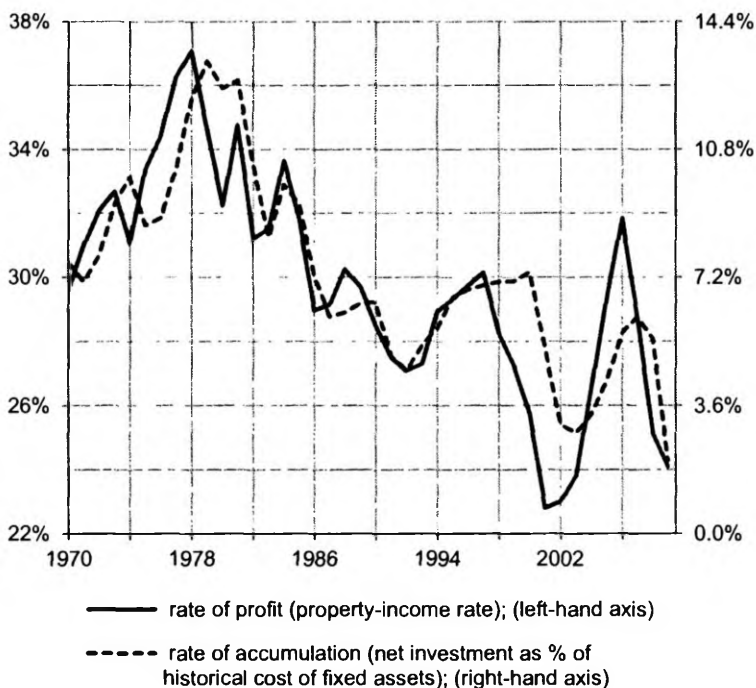 38%
14.4%
34%
10.8%
30%
7.2%
26%
3.6%
22%
0.0%
1970 1978 1986 1994 2002
rate of profit (property-income rate); (left-hand axis)
rate of accumulation (net investment as % of
historical cost of fixed assets); (right-hand axis)